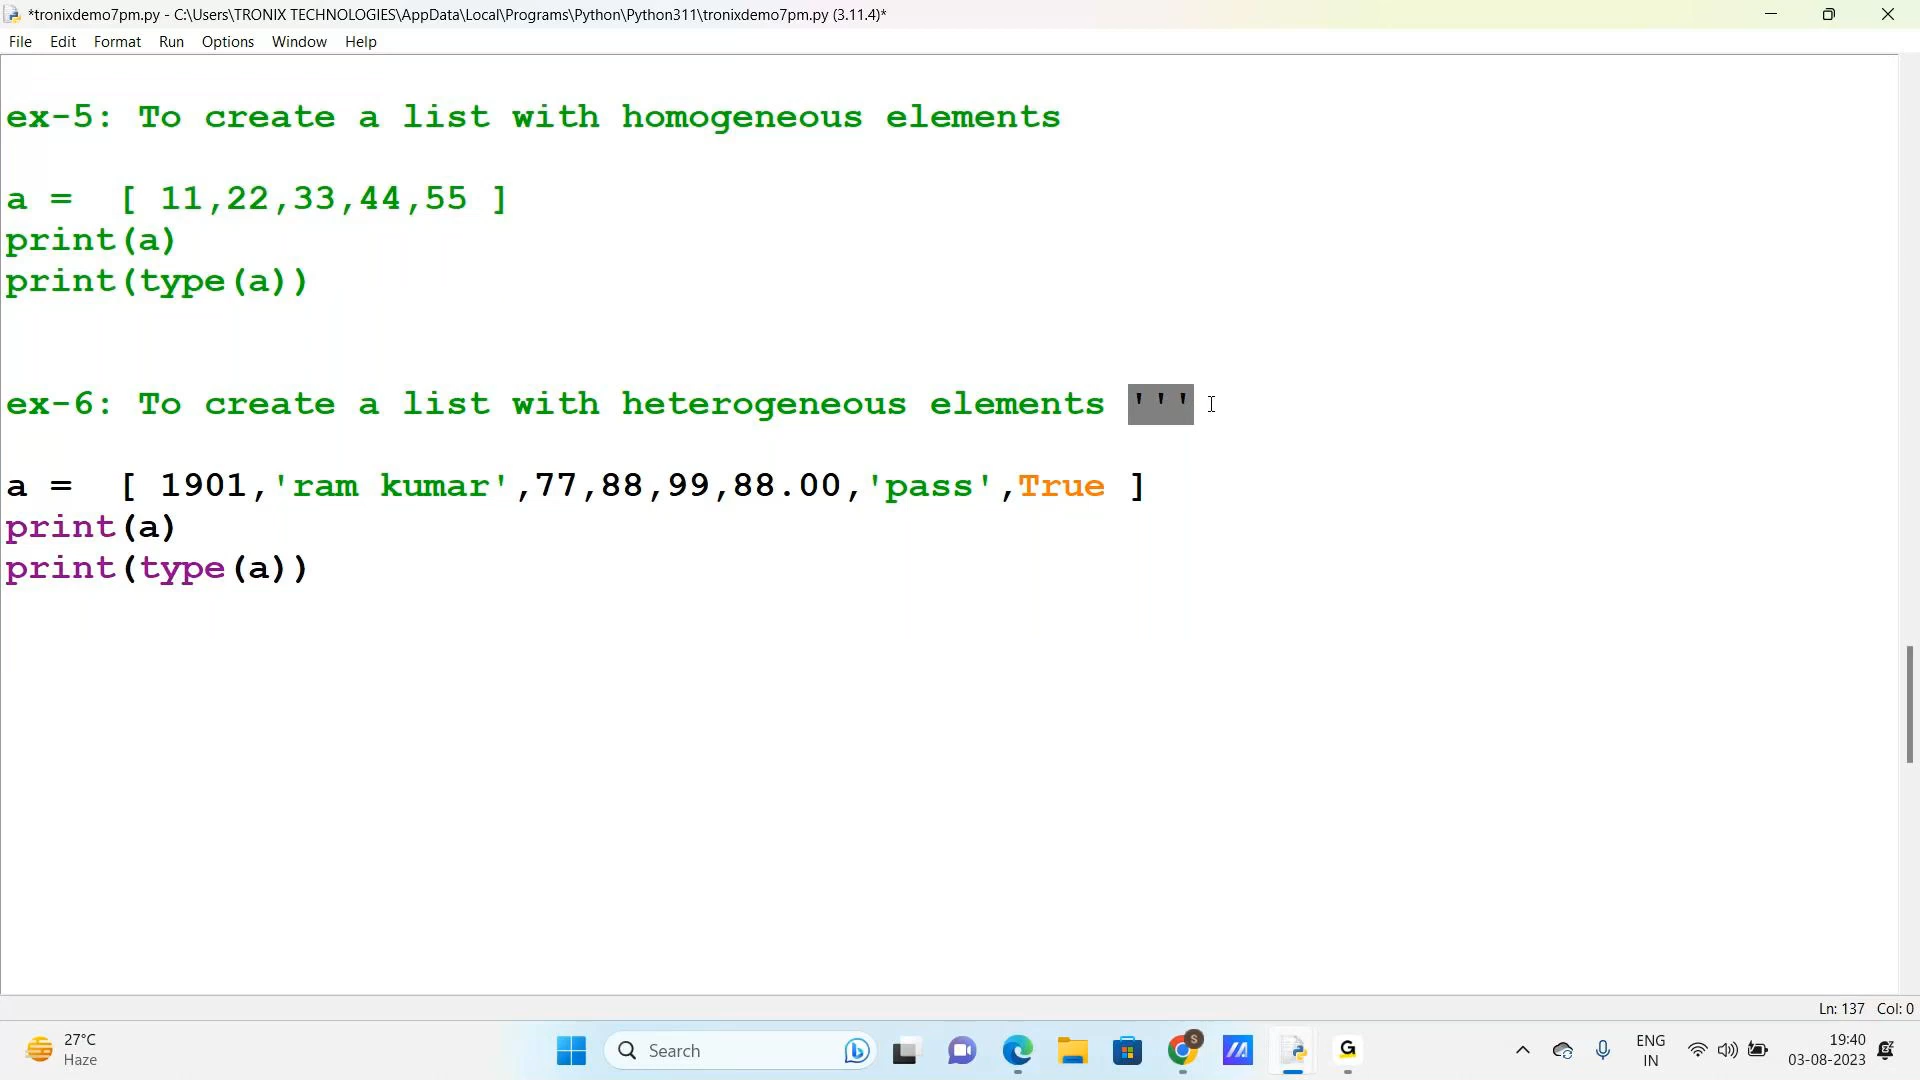 *tronixdemo7pm.py - C:\Users\TRONIX TECHNOLOGIES\AppData\Local\Programs\Python\Python311\tronixdemo7pm.py (3.11.4)*
File Edit Format Run Options Window Help
ex-5: To create a list with homogeneous elements
a =  [ 11,22,33,44,55 ]
print(a)
print(type(a))
ex-6: To create a list with heterogeneous elements '''
a =  [ 1901,'ram kumar',77,88,99,88.00,'pass',True ]
print(a)
print(type(a))
Ln: 137 Col: 0
27°C
Haze
Search
S
G
ENG
IN
19:40
03-08-2023